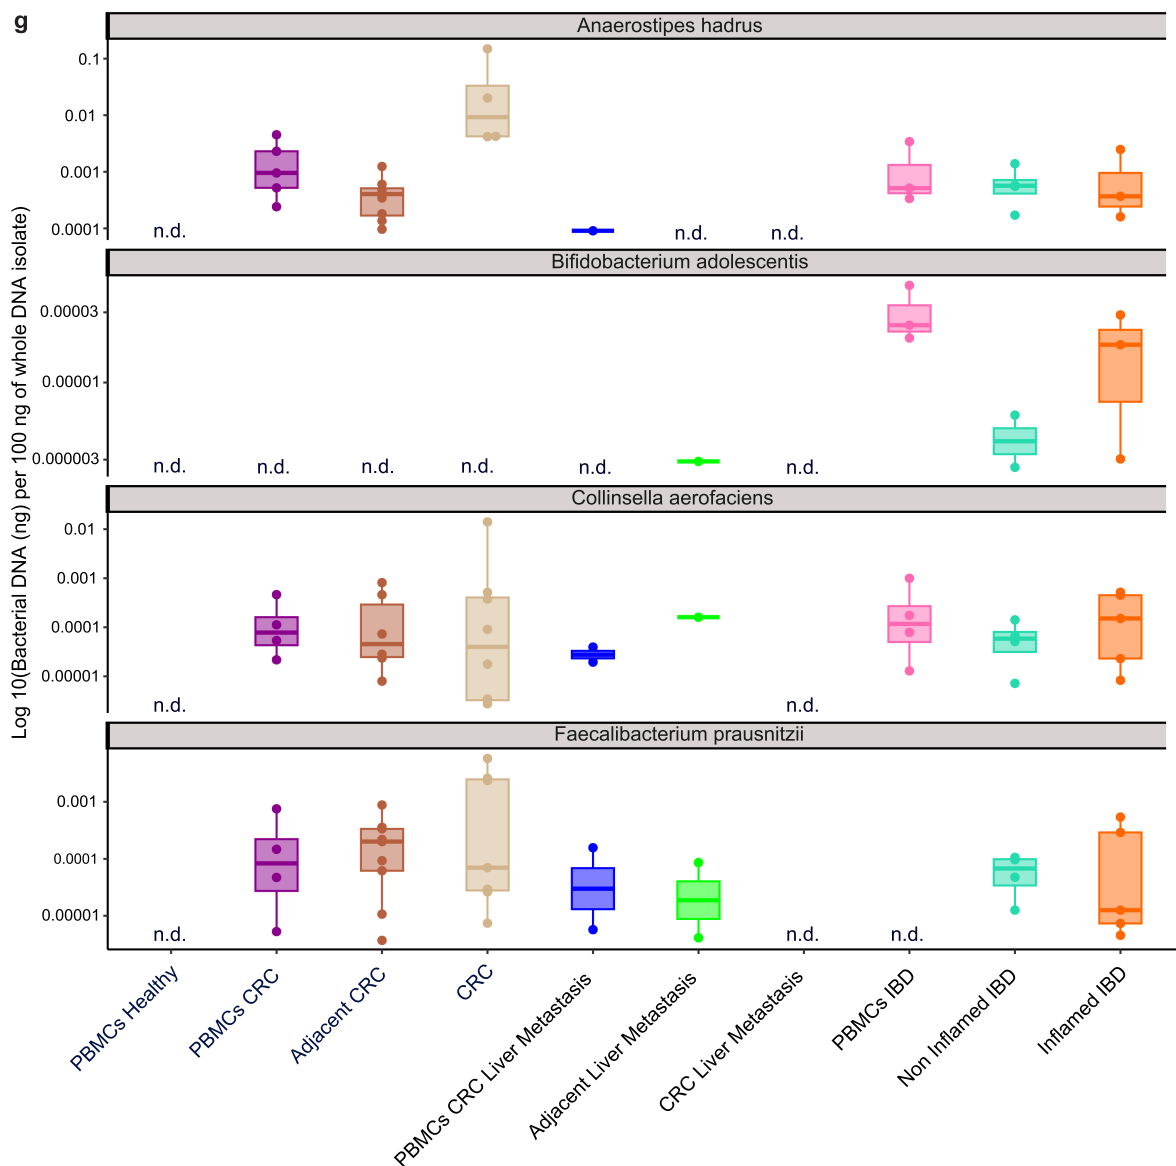 g
Log 10(Bacterial DNA (ng) per 100 ng of whole DNA isolate)
Anaerostipes hadrus
0.1
0.01
0.001
0.0001
n.d.
n.d.
n.d.
Bifidobacterium adolescentis
0.00003
0.00001
0.000003
n.d.
n.d.
n.d.
n.d.
n.d.
n.d.
Collinsella aerofaciens
0.01
0.001
0.0001
0.00001
n.d.
n.d.
Faecalibacterium prausnitzii
0.001
0.0001
0.00001
n.d.
n.d.
n.d.
PBMCs Healthy
PBMCs CRC
Adjacent CRC
CRC
PBMCs CRC Liver Metastasis
Adjacent Liver Metastasis
CRC Liver Metastasis
PBMCs IBD
Non Inflamed IBD
Inflamed IBD